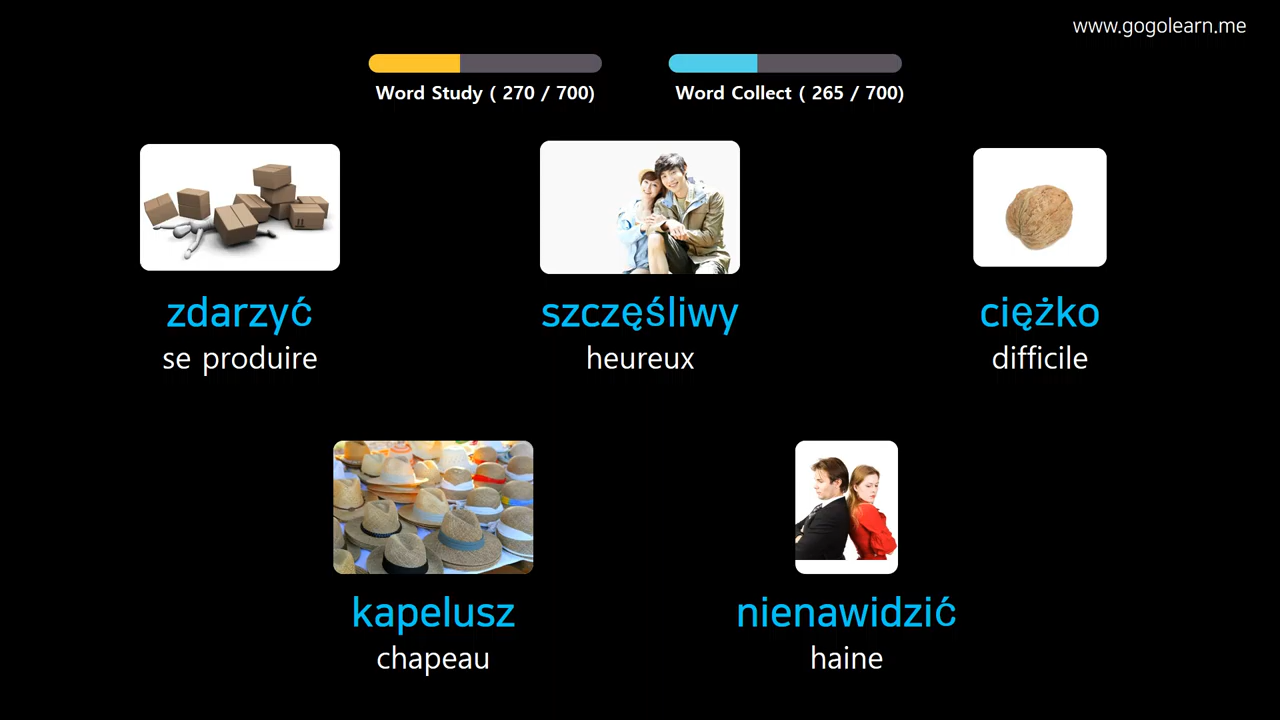 www.gogolearn.me
Word Study ( 270 / 700)
Word Collect ( 265 / 700)
zdarzyć
se produire
szczęśliwy
heureux
ciężko
difficile
kapelusz
chapeau
nienawidzić
haine